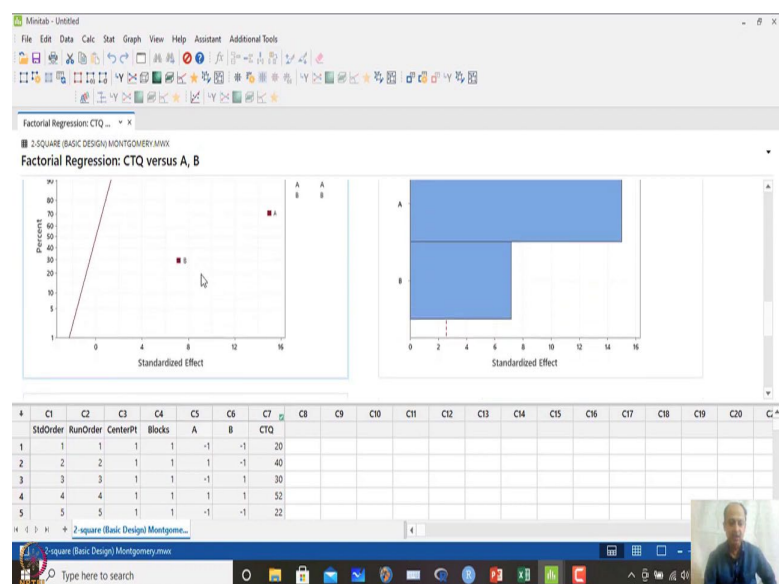 Minitab - Untitled
File Edit Data Calc Stat Graph View Help Assistant Additional Tools
Factorial Regression: CTQ ...
2-SQUARE (BASIC DESIGN) MONTGOMERY.MWX
Factorial Regression: CTQ versus A, B
90
80
70
60
50
40
30
20
10
5
1
Percent
A
B
A A
B B
0 4 8 12 16
Standardized Effect
A
B
0 2 4 6 8 10 12 14 16
Standardized Effect
C1 C2 C3 C4 C5 C6 C7 C8 C9 C10 C11 C12 C13 C14 C15 C16 C17 C18 C19 C20
StdOrder RunOrder CenterPt Blocks A B CTQ
1 1 1 1 1 -1 -1 20
2 2 2 1 1 1 -1 40
3 3 3 1 1 -1 1 30
4 4 4 1 1 1 1 52
5 5 5 1 1 -1 -1 22
2-square (Basic Design) Montgome...
2-square (Basic Design) Montgomery.mwx
Type here to search